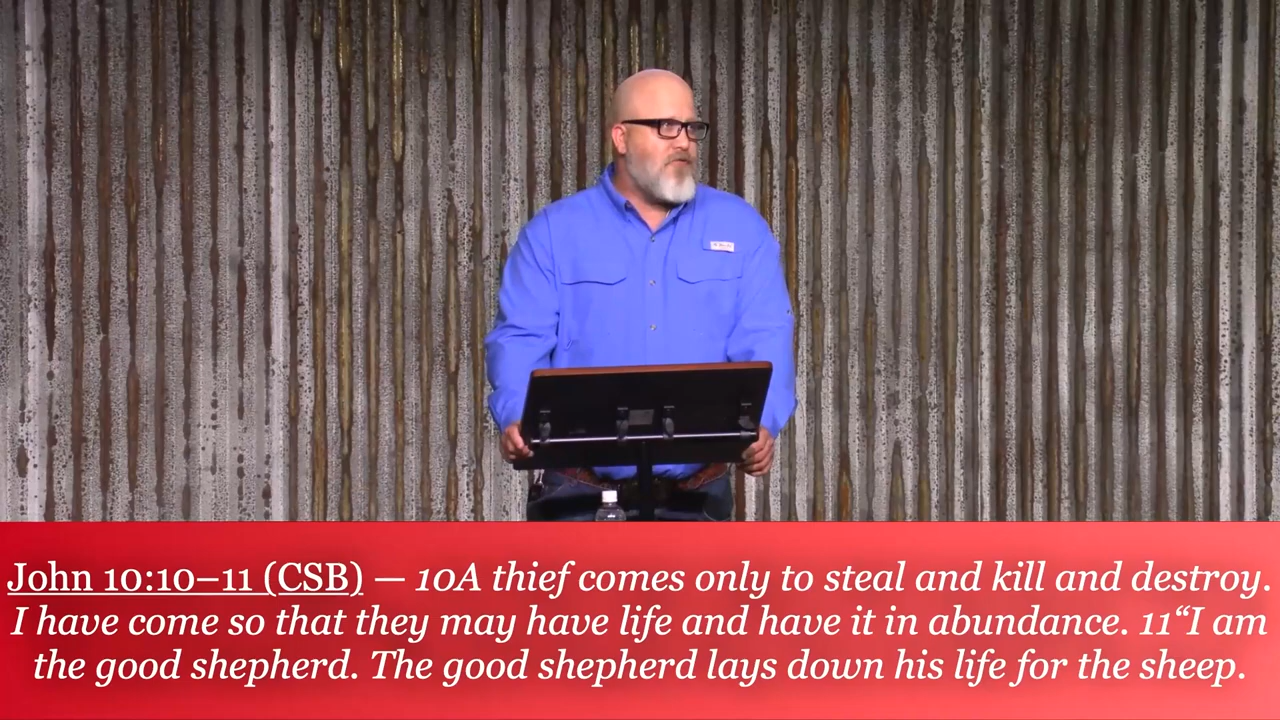 John 10:10–11 (CSB) — 10A thief comes only to steal and kill and destroy.
I have come so that they may have life and have it in abundance. 11“I am
the good shepherd. The good shepherd lays down his life for the sheep.